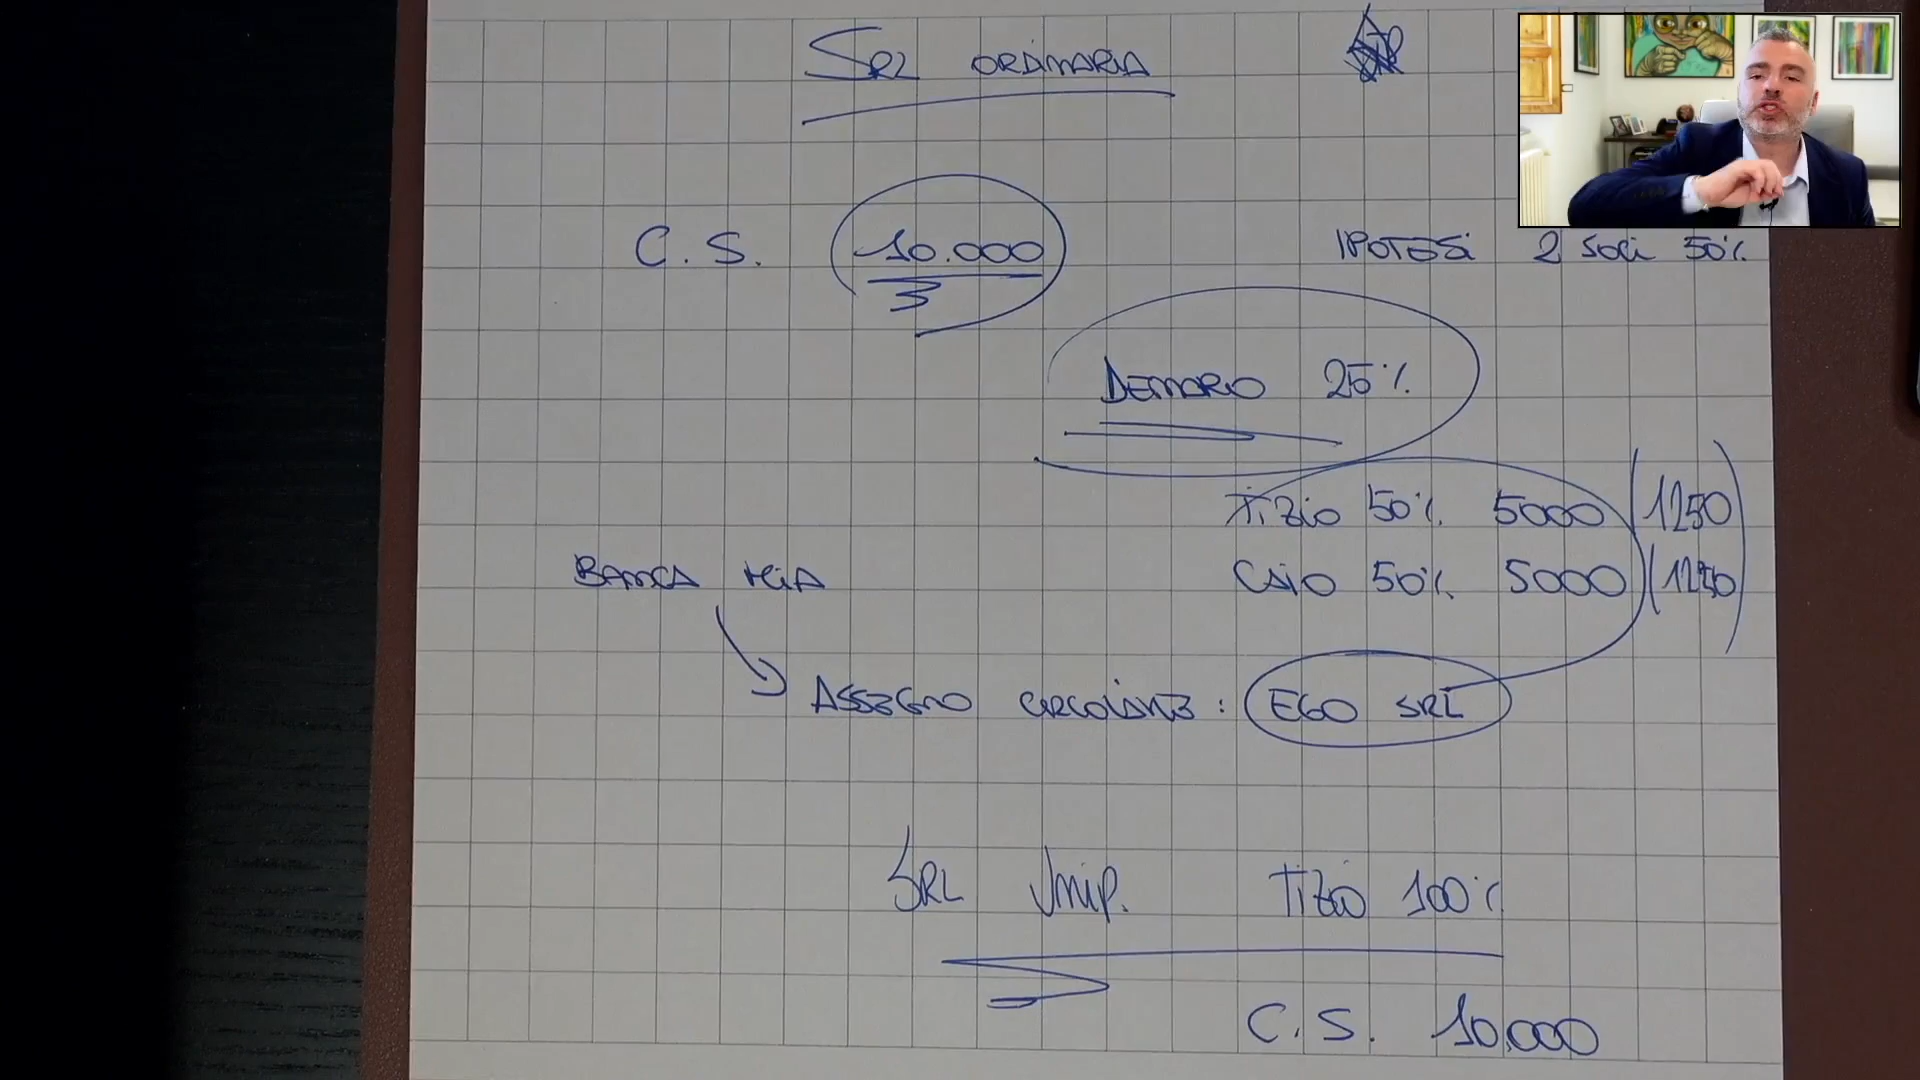 SRL ORDINARIA
C. S. 10.000
IPOTESI 2 SOCI 50%
DENARO 25%
TIZIO 50% 5000 (1250)
CAIO 50% 5000 (1250)
BANCA MIA
ASSEGNO CIRCOLARE: EGO SRL
SRL Unip. TIZIO 100%
C. S. 10.000